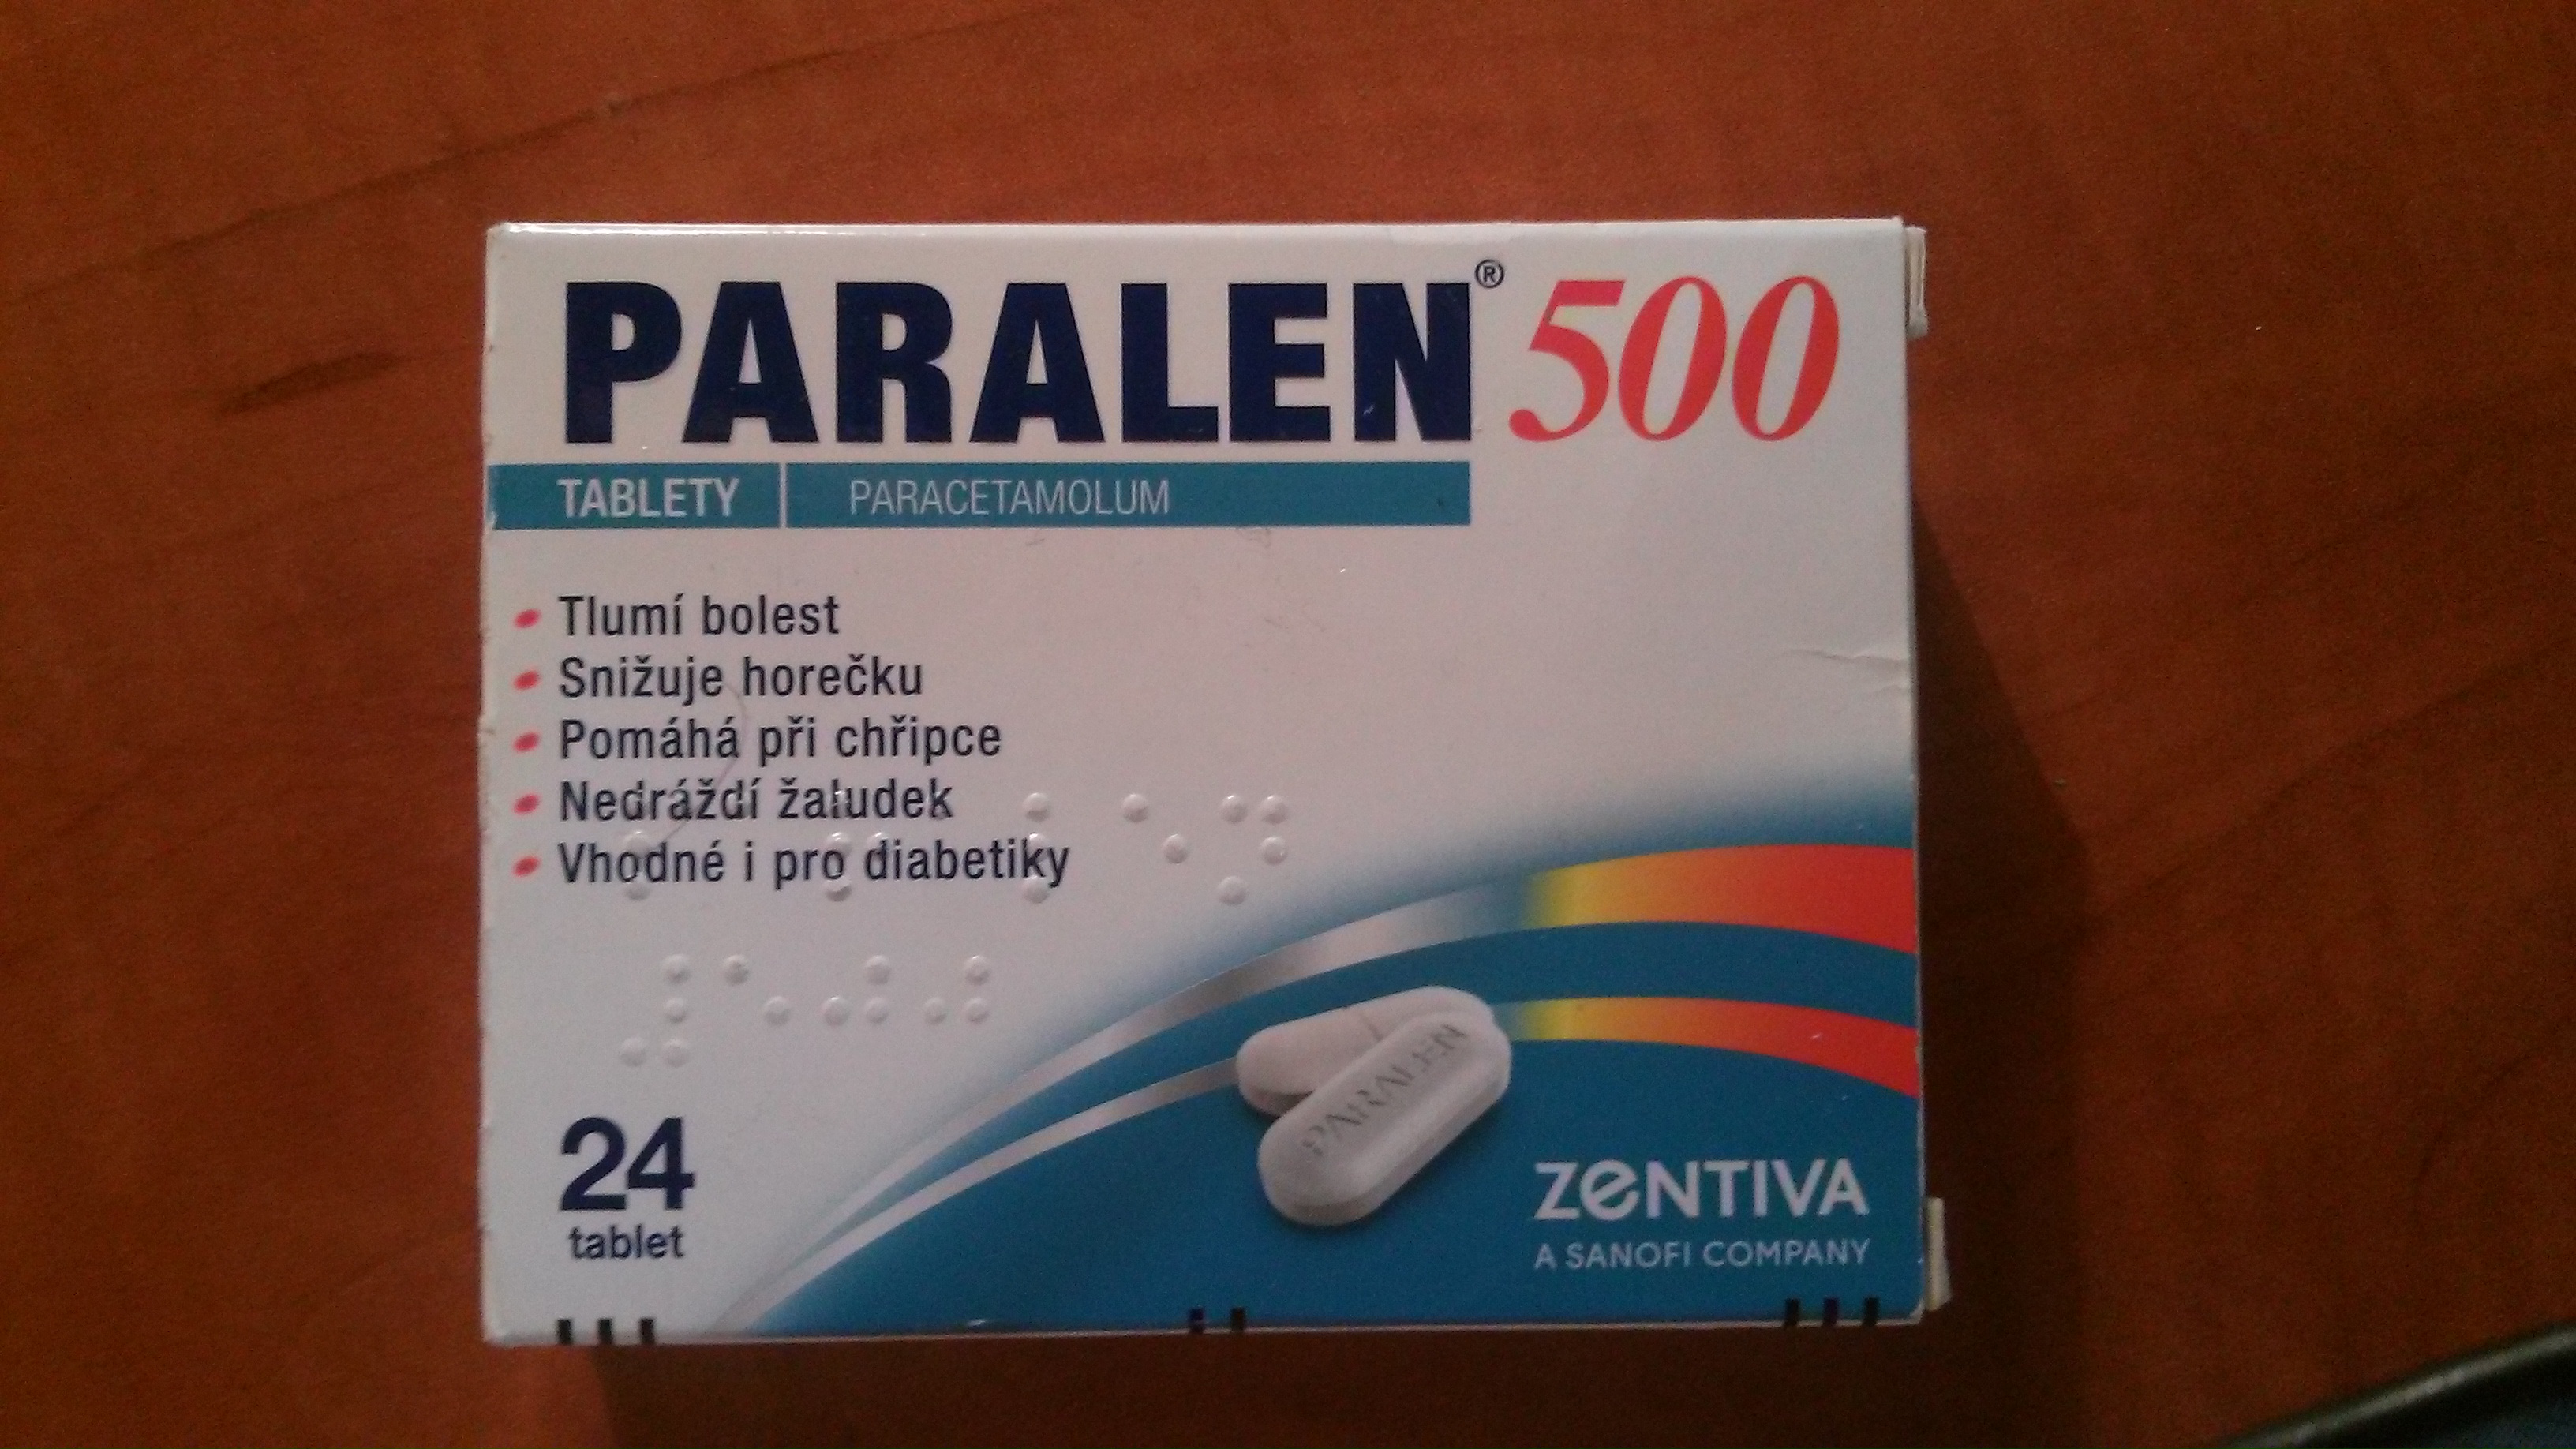 PARALEN® 500
TABLETY PARACETAMOLUM
• Tlumí bolest
• Snižuje horečku
• Pomáhá při chřipce
• Nedráždí žaludek
• Vhodné i pro diabetiky
PARALEN
24
tablet
ZENTIVA
A SANOFI COMPANY